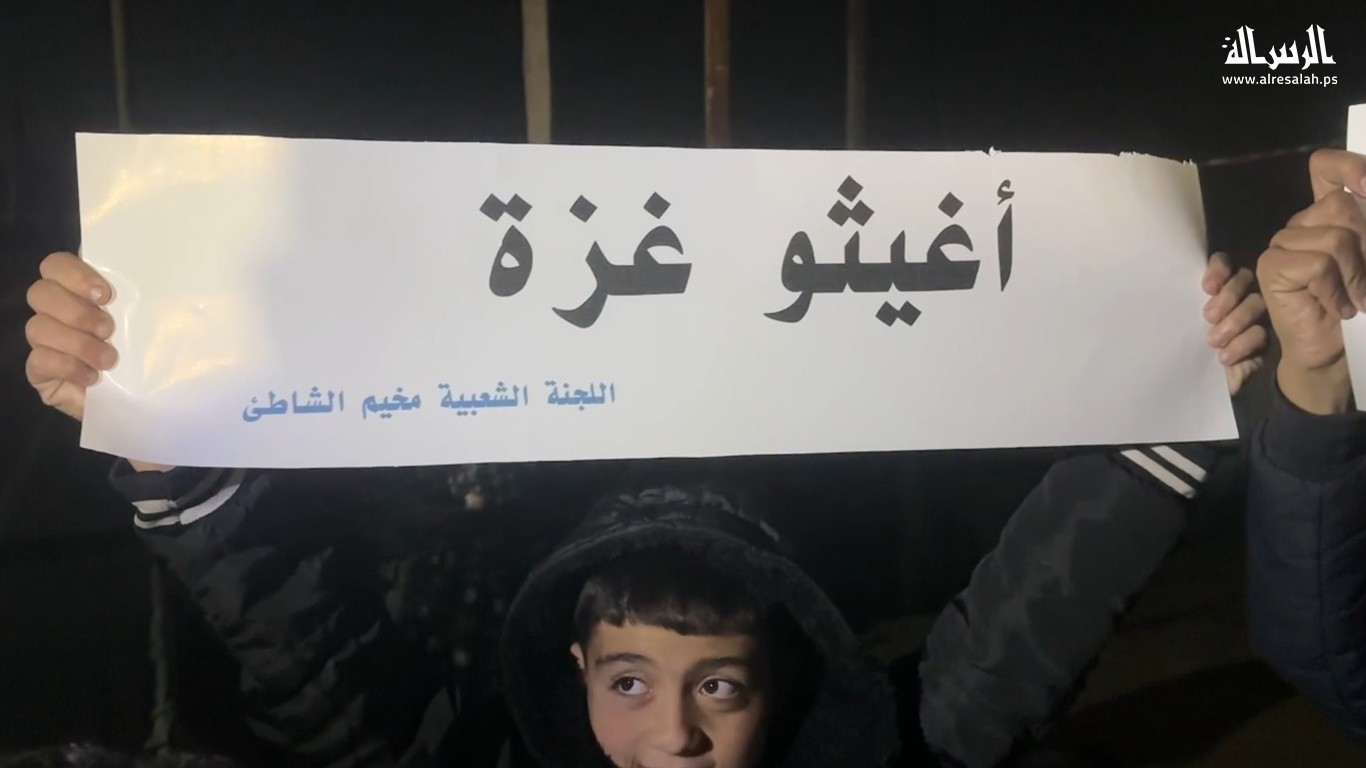 الرسالة
www.alresalah.ps
أغيثو غزة
اللجنة الشعبية مخيم الشاطئ